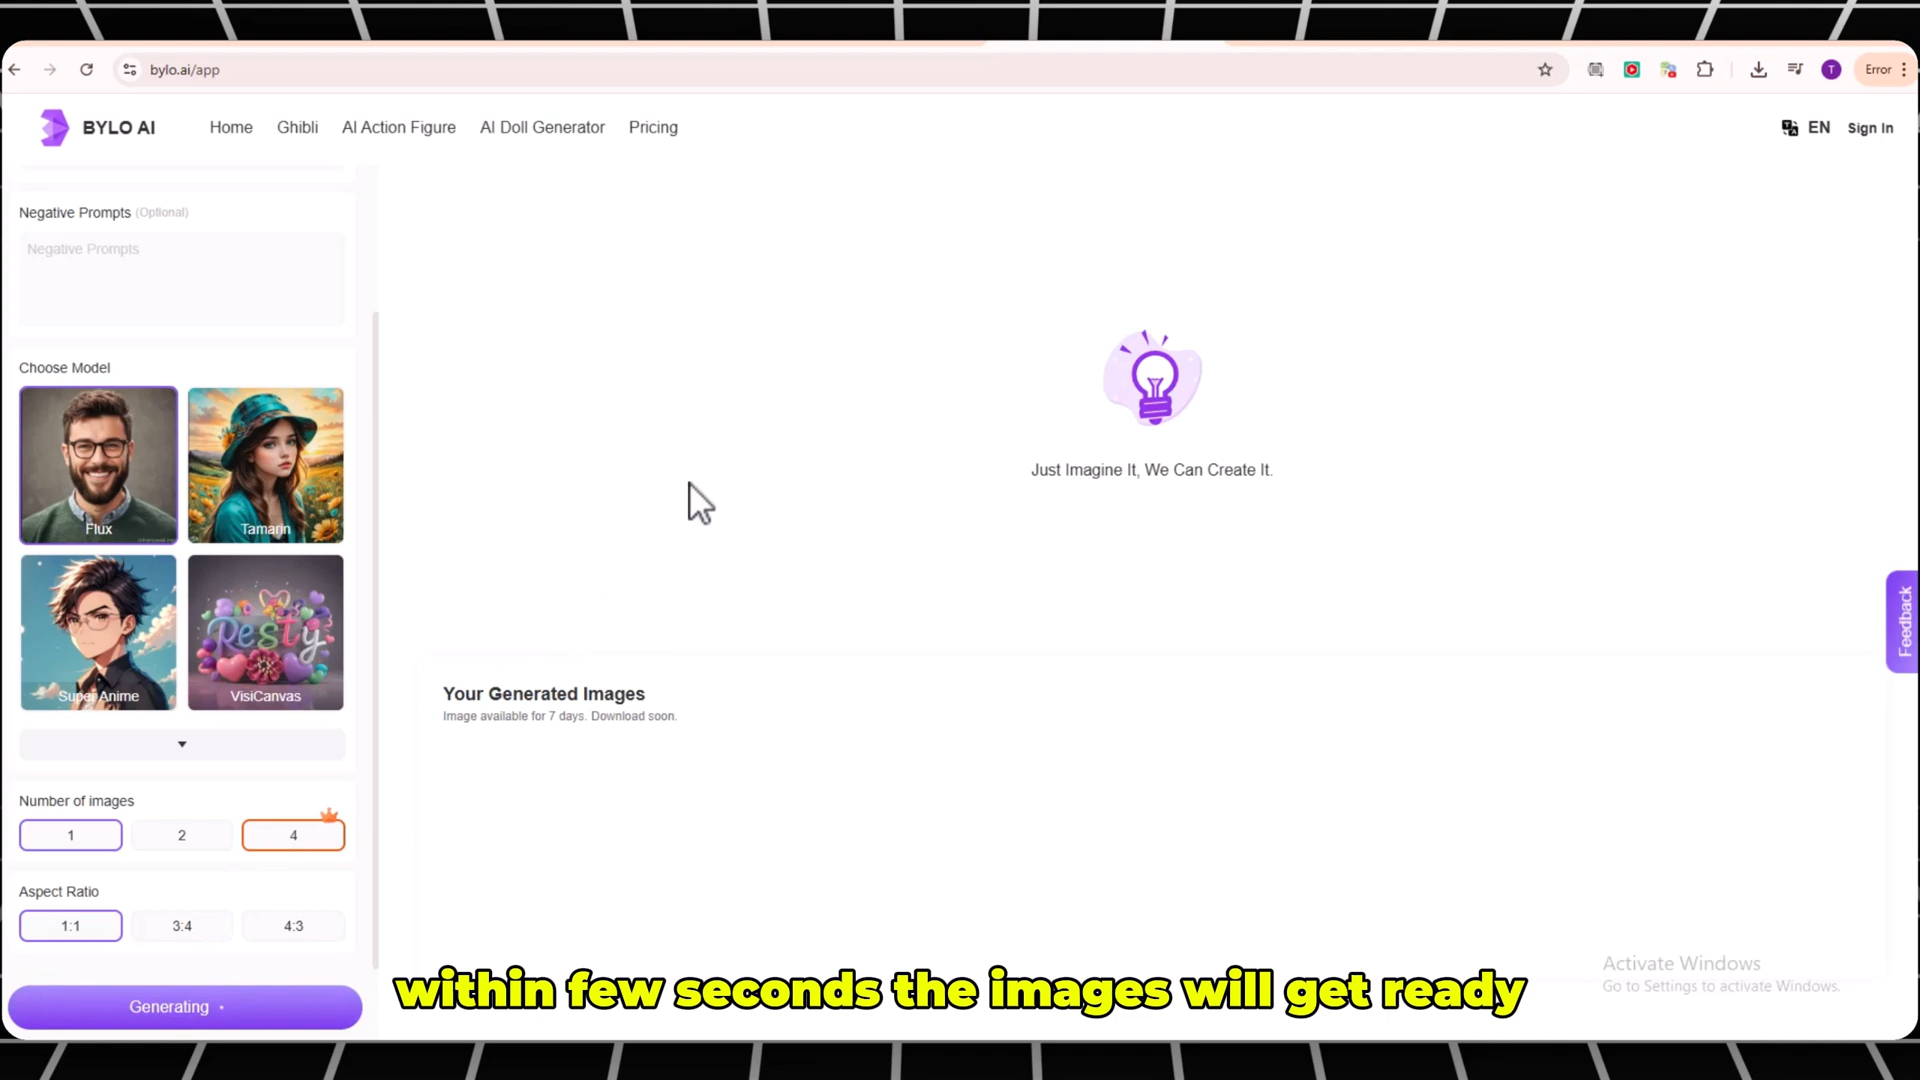 bylo.ai/app
T
Error
BYLO AI
Home
Ghibli
AI Action Figure
AI Doll Generator
Pricing
EN
Sign In
Negative Prompts (Optional)
Negative Prompts
Choose Model
Flux
Tamarin
Resty
Super Anime
VisiCanvas
Number of images
1
2
4
Aspect Ratio
1:1
3:4
4:3
Generating
Just Imagine It, We Can Create It.
Your Generated Images
Image available for 7 days. Download soon.
Feedback
Activate Windows
Go to Settings to activate Windows.
within few seconds the images will get ready